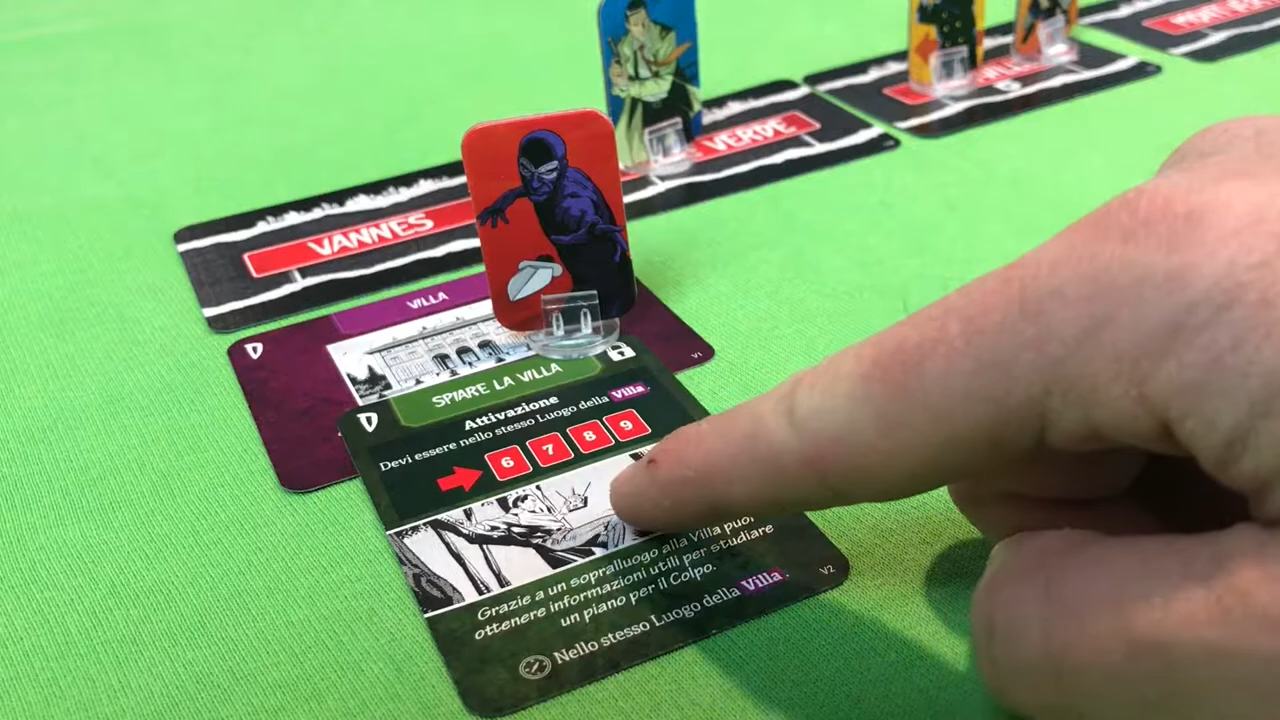 VERDE
VANNES
VILLA
V1
D
SPIARE LA VILLA
D
Attivazione
Devi essere nello stesso Luogo della Villa.
6 7 8 9
Grazie a un sopralluogo alla Villa puoi
ottenere informazioni utili per studiare
un piano per il Colpo.
Nello stesso Luogo della Villa.
V2